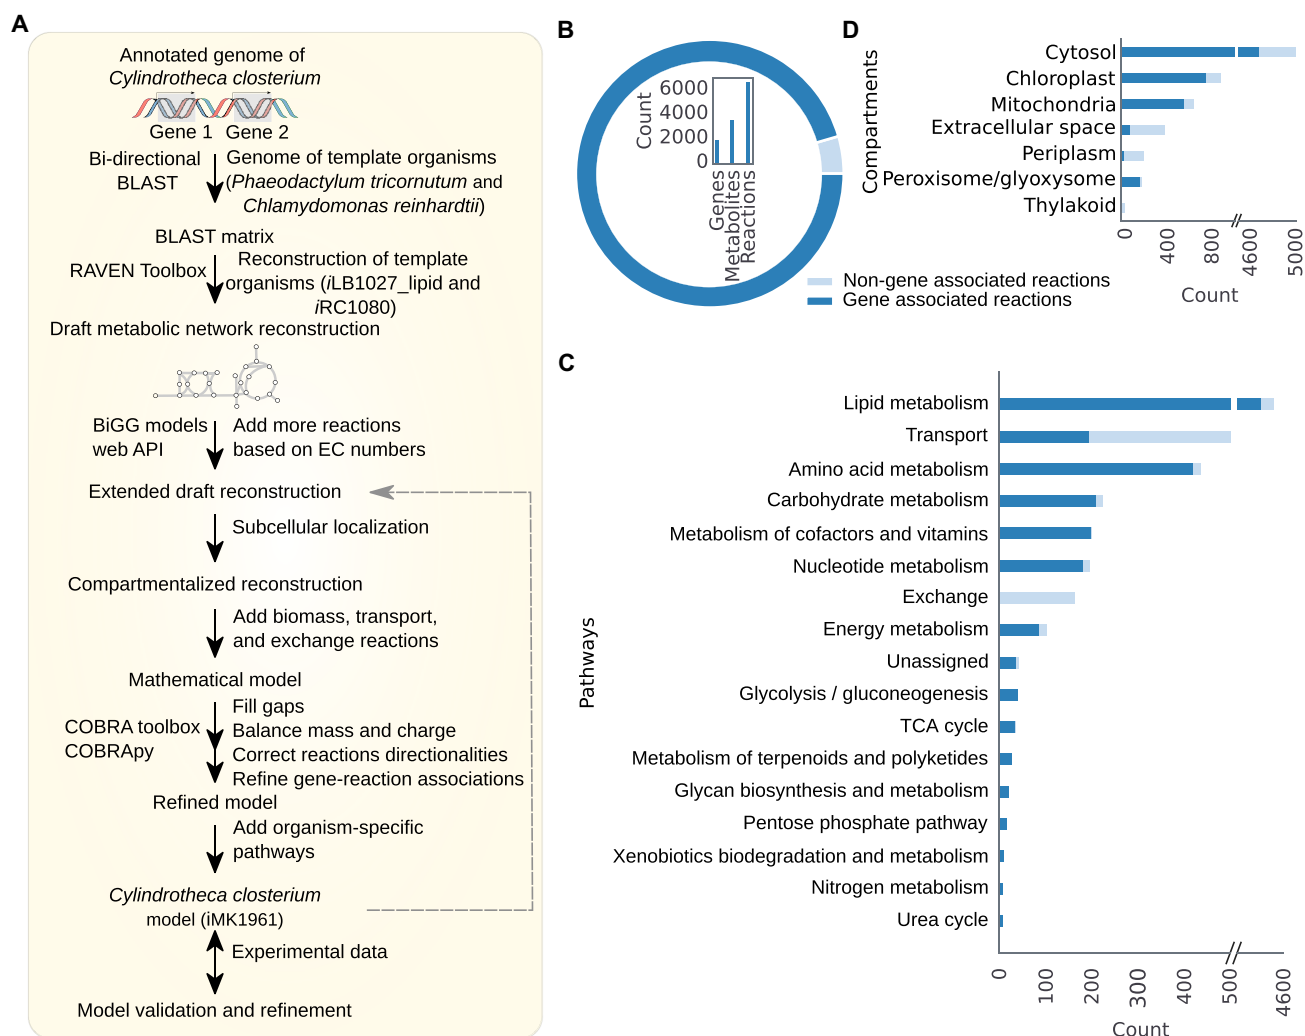 A
Annotated genome of
Cylindrotheca closterium
Gene 1 Gene 2
Bi-directional
BLAST
Genome of template organisms
(Phaeodactylum tricornutum and
Chlamydomonas reinhardtii)
BLAST matrix
RAVEN Toolbox
Reconstruction of template
organisms (iLB1027_lipid and
iRC1080)
Draft metabolic network reconstruction
BiGG models
web API
Add more reactions
based on EC numbers
Extended draft reconstruction
Subcellular localization
Compartmentalized reconstruction
Add biomass, transport,
and exchange reactions
Mathematical model
COBRA toolbox
COBRApy
Fill gaps
Balance mass and charge
Correct reactions directionalities
Refine gene-reaction associations
Refined model
Add organism-specific
pathways
Cylindrotheca closterium
model (iMK1961)
Experimental data
Model validation and refinement
B
Count
6000
4000
2000
0
Genes
Metabolites
Reactions
Non-gene associated reactions
Gene associated reactions
D
Compartments
Cytosol
Chloroplast
Mitochondria
Extracellular space
Periplasm
Peroxisome/glyoxysome
Thylakoid
0 400 800 4600 5000
Count
C
Pathways
Lipid metabolism
Transport
Amino acid metabolism
Carbohydrate metabolism
Metabolism of cofactors and vitamins
Nucleotide metabolism
Exchange
Energy metabolism
Unassigned
Glycolysis / gluconeogenesis
TCA cycle
Metabolism of terpenoids and polyketides
Glycan biosynthesis and metabolism
Pentose phosphate pathway
Xenobiotics biodegradation and metabolism
Nitrogen metabolism
Urea cycle
0 100 200 300 400 500 4600
Count